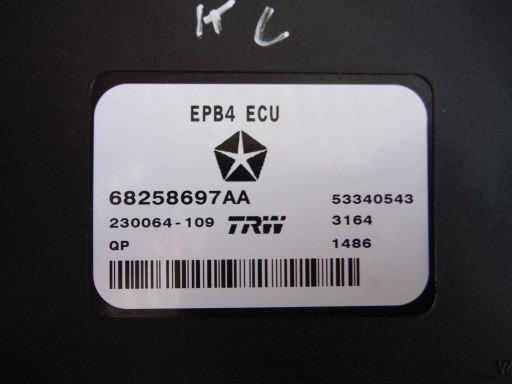 EPB4 ECU
68258697AA 53340543
230064-109 TRW 3164
QP 1486